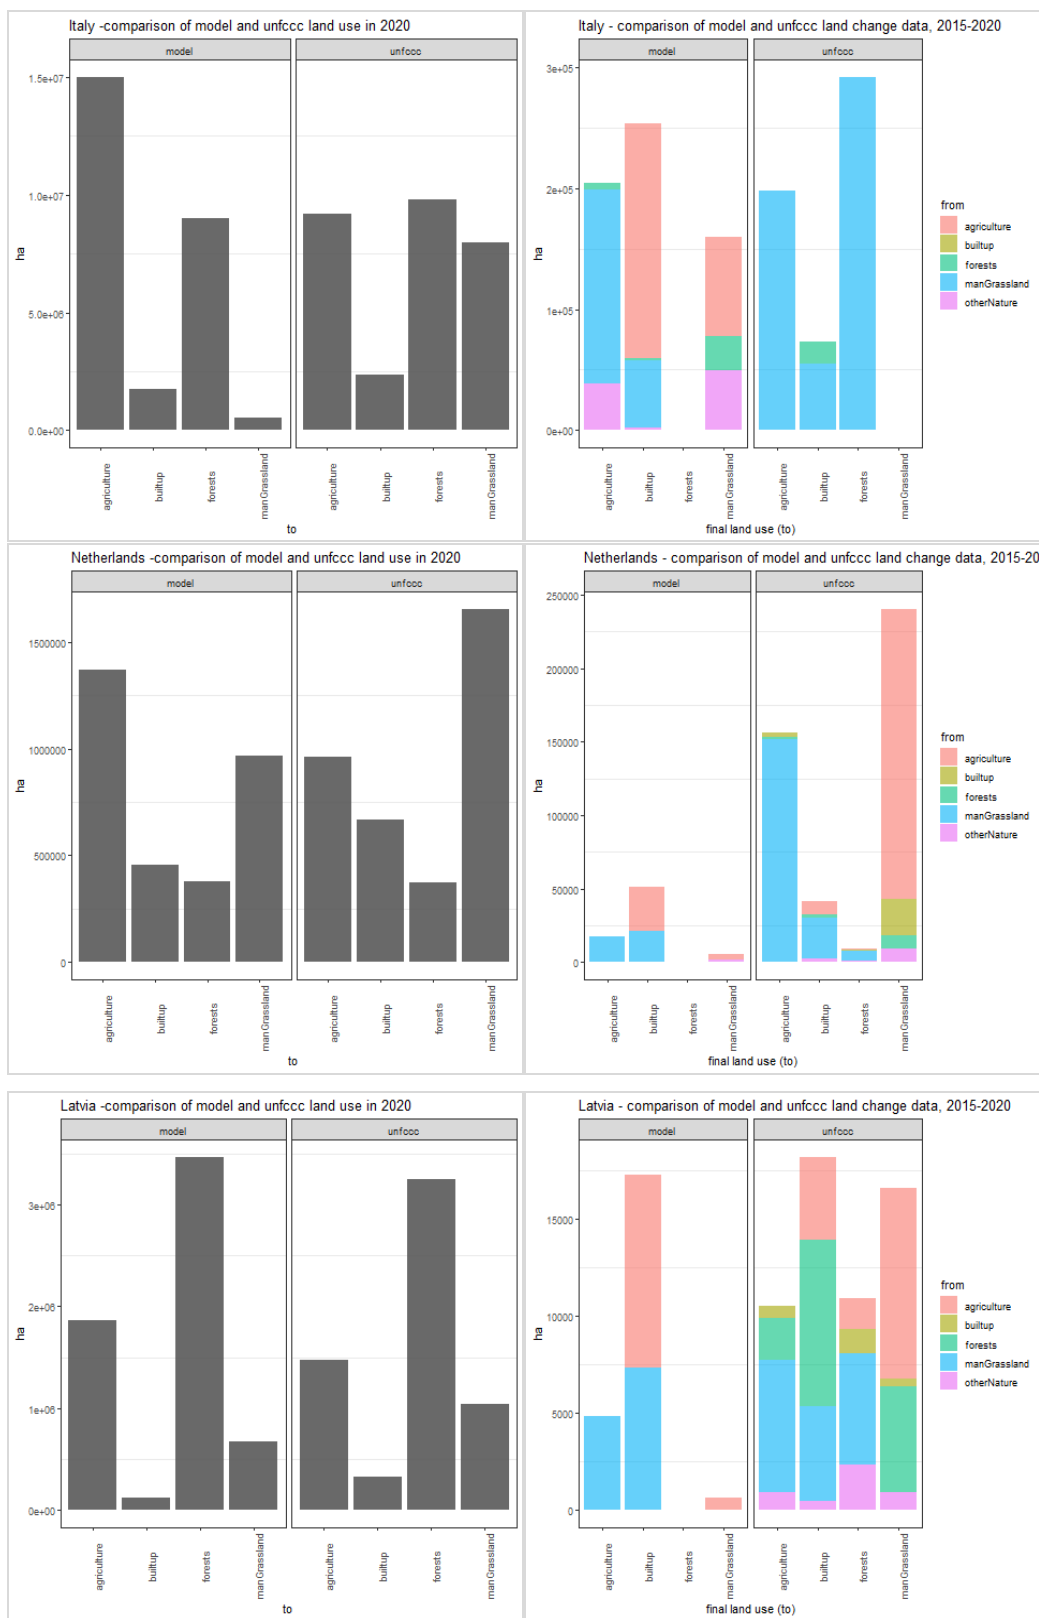 Italy -comparison of model and unfccc land use in 2020
model
unfccc
1.5e+07
1.0e+07
5.0e+06
0.0e+00
ha
agriculture
builtup
forests
manGrassland
agriculture
builtup
forests
manGrassland
to
Italy - comparison of model and unfccc land change data, 2015-2020
model
unfccc
3e+05
2e+05
1e+05
0e+00
ha
agriculture
builtup
forests
manGrassland
agriculture
builtup
forests
manGrassland
final land use (to)
from
agriculture
builtup
forests
manGrassland
otherNature
Netherlands -comparison of model and unfccc land use in 2020
model
unfccc
1500000
1000000
500000
0
ha
agriculture
builtup
forests
manGrassland
agriculture
builtup
forests
manGrassland
to
Netherlands - comparison of model and unfccc land change data, 2015-20
model
unfccc
250000
200000
150000
100000
50000
0
ha
agriculture
builtup
forests
manGrassland
agriculture
builtup
forests
manGrassland
final land use (to)
from
agriculture
builtup
forests
manGrassland
otherNature
Latvia -comparison of model and unfccc land use in 2020
model
unfccc
3e+06
2e+06
1e+06
0e+00
ha
agriculture
builtup
forests
manGrassland
agriculture
builtup
forests
manGrassland
to
Latvia - comparison of model and unfccc land change data, 2015-2020
model
unfccc
15000
10000
5000
0
ha
agriculture
builtup
forests
manGrassland
agriculture
builtup
forests
manGrassland
final land use (to)
from
agriculture
builtup
forests
manGrassland
otherNature